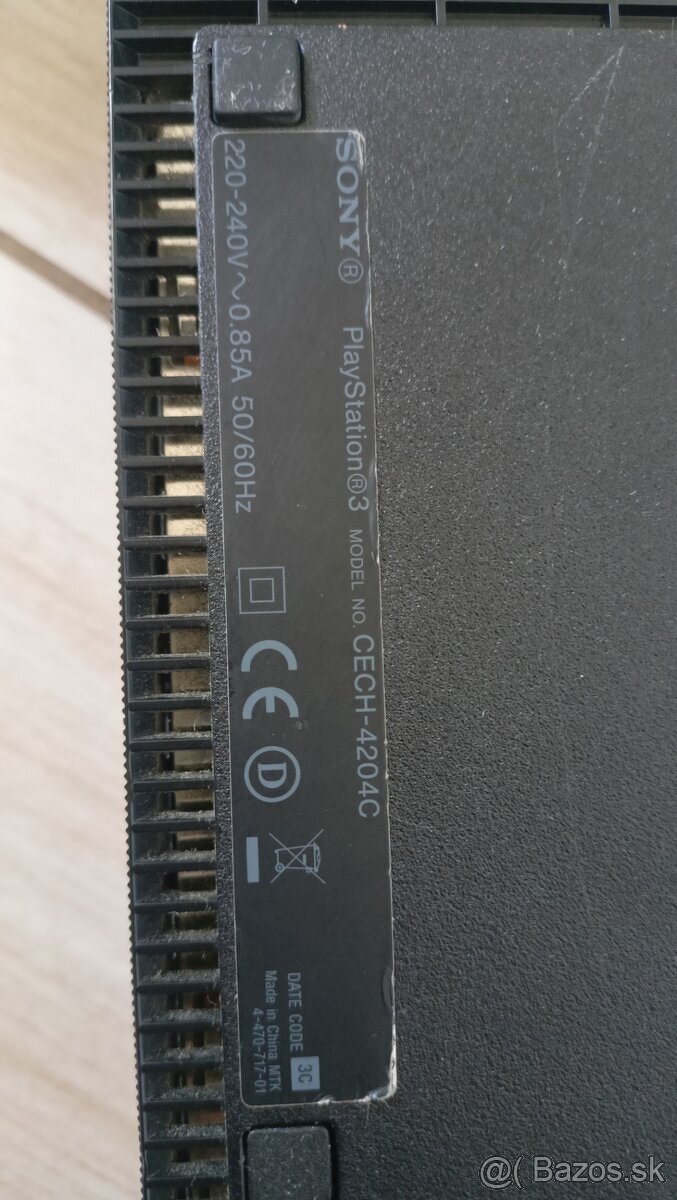 SONY® PlayStation®3 MODEL NO. CECH-4204C
220-240V～0.85A 50/60Hz
CE D
DATE CODE 3C
Made in China MTK
4-470-717-01
@( Bazos.sk